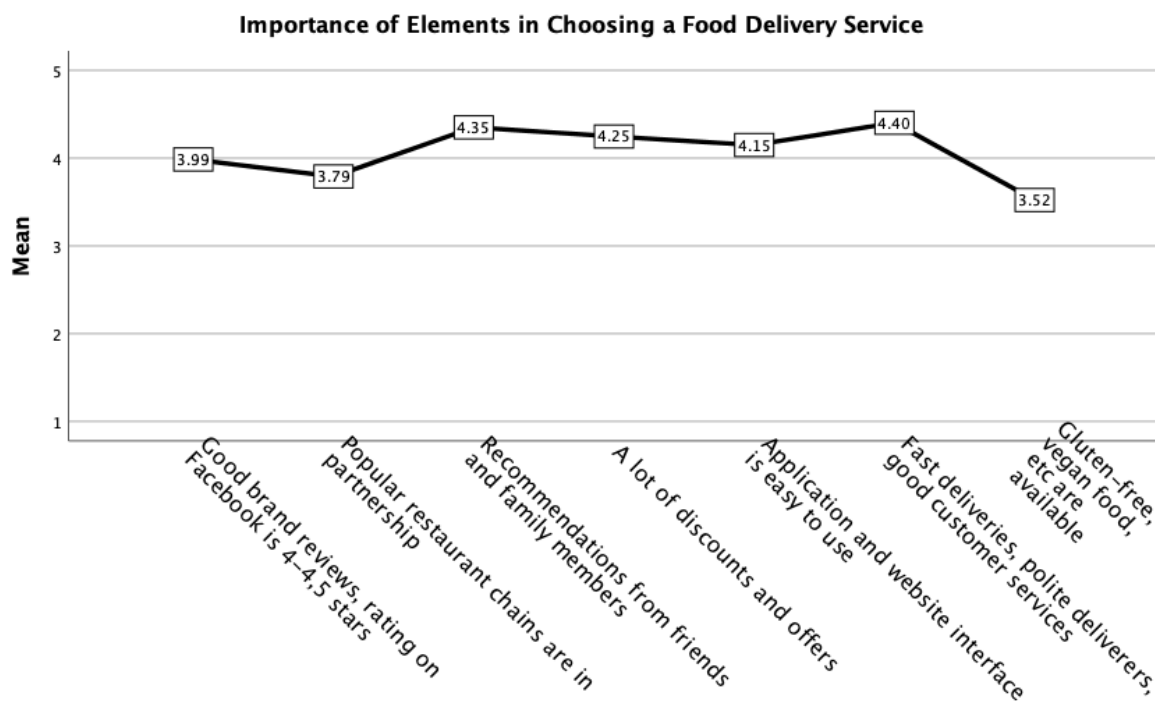 Importance of Elements in Choosing a Food Delivery Service
5
4
3
2
1
Mean
3.99
3.79
4.35
4.25
4.15
4.40
3.52
Good brand reviews, rating on
Facebook is 4-4,5 stars
Popular restaurant chains are in
partnership
Recommendations from friends
and family members
A lot of discounts and offers
Application and website interface
is easy to use
Fast deliveries, polite deliverers,
good customer services
Gluten-free,
vegan food,
etc are
available